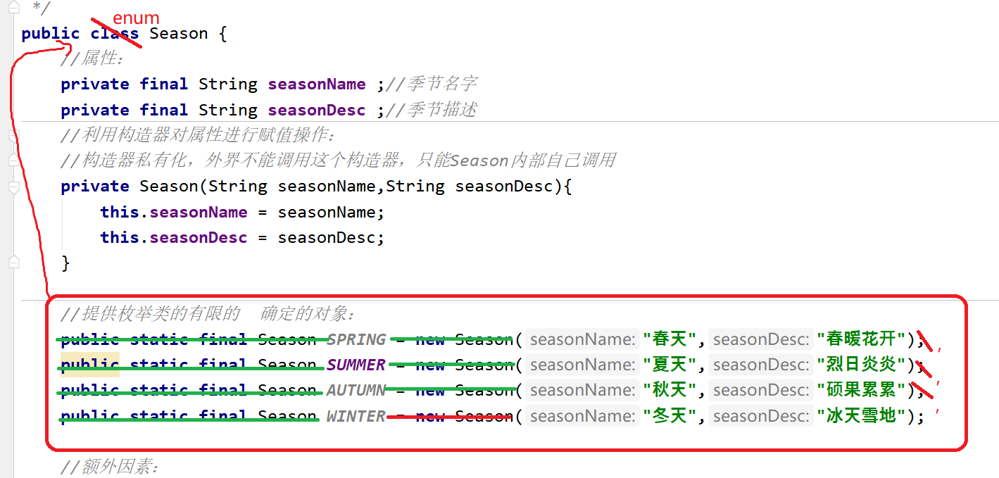 */
enum
public class Season {
//属性:
private final String seasonName ;//季节名字
private final String seasonDesc ;//季节描述
//利用构造器对属性进行赋值操作:
//构造器私有化，外界不能调用这个构造器，只能Season内部自己调用
private Season(String seasonName,String seasonDesc){
this.seasonName = seasonName;
this.seasonDesc = seasonDesc;
}
//提供枚举类的有限的  确定的对象:
public static final Season SPRING = new Season( seasonName: "春天", seasonDesc: "春暖花开"); ,
public static final Season SUMMER = new Season( seasonName: "夏天", seasonDesc: "烈日炎炎");
public static final Season AUTUMN = new Season( seasonName: "秋天", seasonDesc: "硕果累累"); ,
public static final Season WINTER = new Season( seasonName: "冬天", seasonDesc: "冰天雪地"); ,
//额外因素: